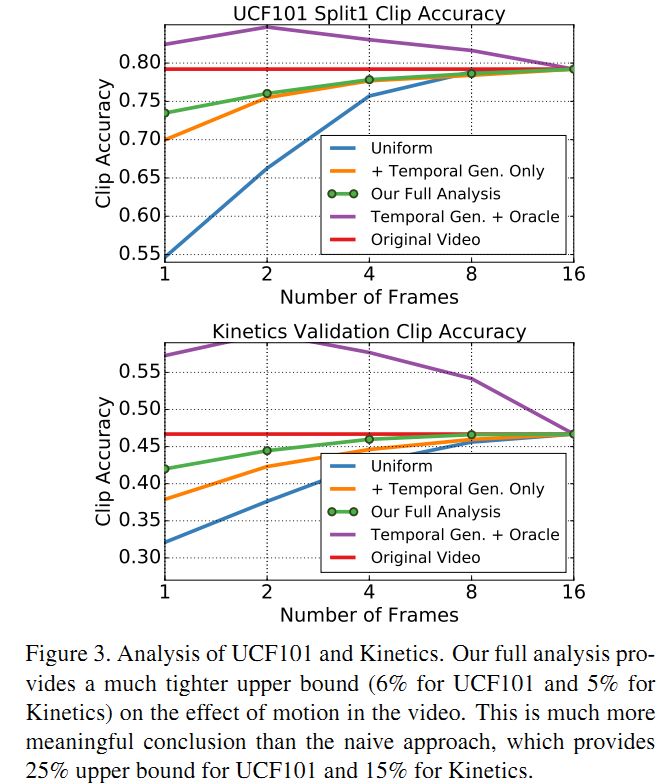 UCF101 Split1 Clip Accuracy
0.80
0.75
0.70
0.65
0.60
0.55
Clip Accuracy
Uniform
+ Temporal Gen. Only
Our Full Analysis
Temporal Gen. + Oracle
Original Video
1 2 4 8 16
Number of Frames
Kinetics Validation Clip Accuracy
0.55
0.50
0.45
0.40
0.35
0.30
Clip Accuracy
Uniform
+ Temporal Gen. Only
Our Full Analysis
Temporal Gen. + Oracle
Original Video
1 2 4 8 16
Number of Frames
Figure 3. Analysis of UCF101 and Kinetics. Our full analysis pro-
vides a much tighter upper bound (6% for UCF101 and 5% for
Kinetics) on the effect of motion in the video. This is much more
meaningful conclusion than the naive approach, which provides
25% upper bound for UCF101 and 15% for Kinetics.